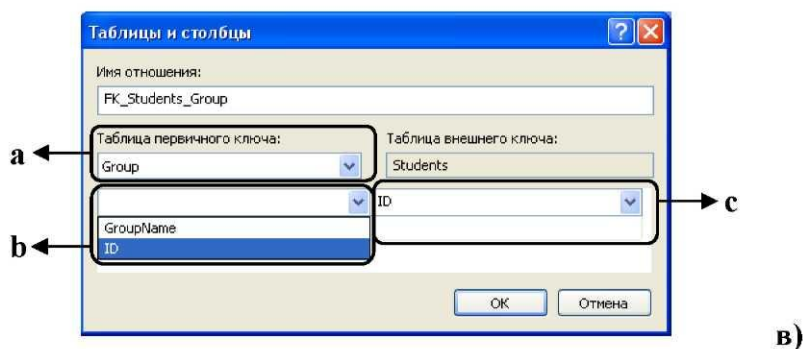 Таблицы и столбцы
Имя отношения:
FK_Students_Group
Таблица первичного ключа:
Таблица внешнего ключа:
a
Group
Students
ID
c
GroupName
b
ID
OK
Отмена
в)